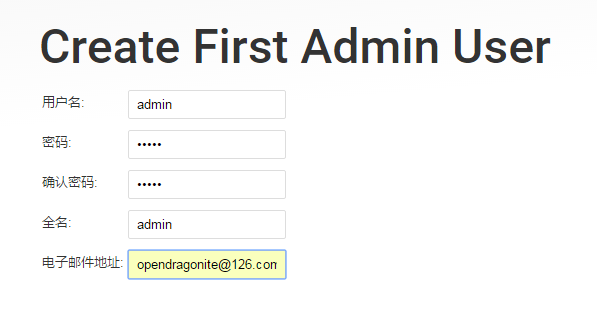 Create First Admin User
用户名: admin
密码: •••••
确认密码: •••••
全名: admin
电子邮件地址: opendragonite@126.com